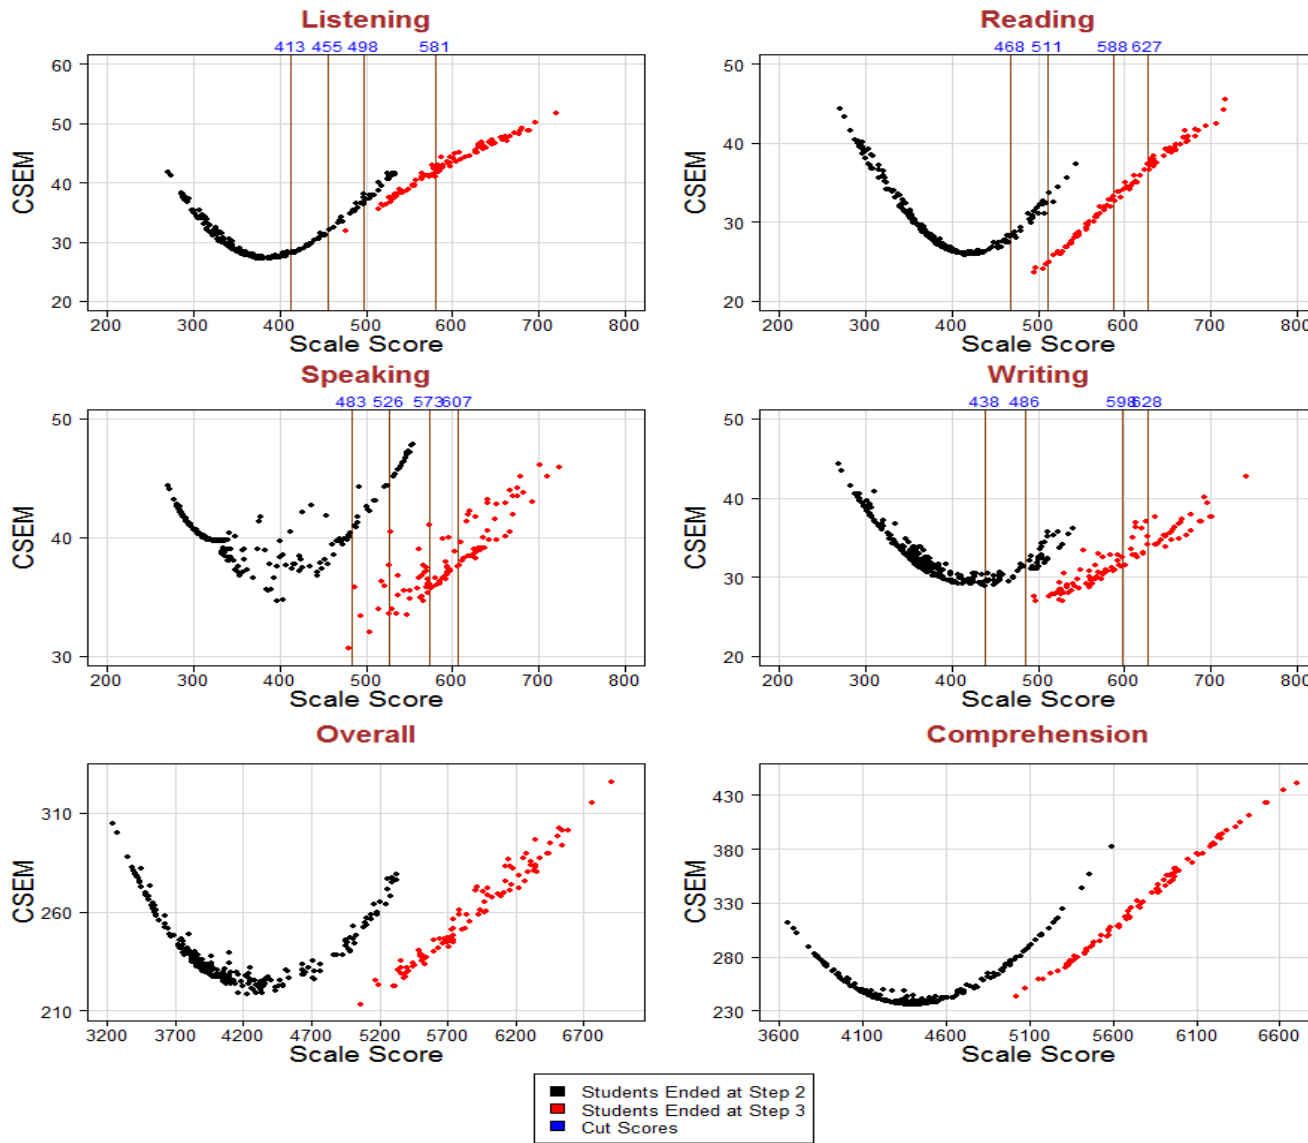 Listening
413 455 498 581
60
50
40
30
20
CSEM
200 300 400 500 600 700 800
Scale Score
Reading
468 511 588 627
50
40
30
20
CSEM
200 300 400 500 600 700 800
Scale Score
Speaking
483 526 573 607
50
40
30
CSEM
200 300 400 500 600 700 800
Scale Score
Writing
438 486 598 628
50
40
30
20
CSEM
200 300 400 500 600 700 800
Scale Score
Overall
310
260
210
CSEM
3200 3700 4200 4700 5200 5700 6200 6700
Scale Score
Comprehension
430
380
330
280
230
CSEM
3600 4100 4600 5100 5600 6100 6600
Scale Score
Students Ended at Step 2
Students Ended at Step 3
Cut Scores